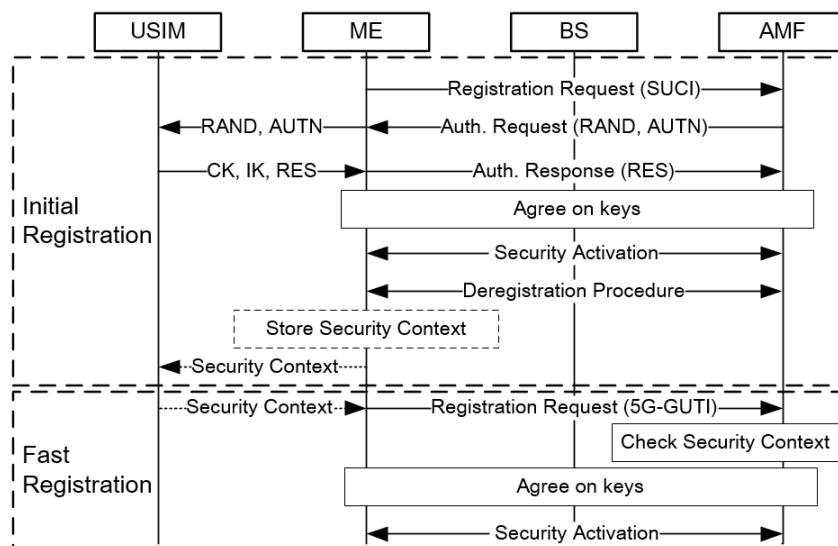 USIM ME BS AMF
Registration Request (SUCI)
RAND, AUTN Auth. Request (RAND, AUTN)
CK, IK, RES Auth. Response (RES)
Initial
Registration
Agree on keys
Security Activation
Deregistration Procedure
Store Security Context
Security Context
Security Context Registration Request (5G-GUTI)
Check Security Context
Fast
Registration
Agree on keys
Security Activation